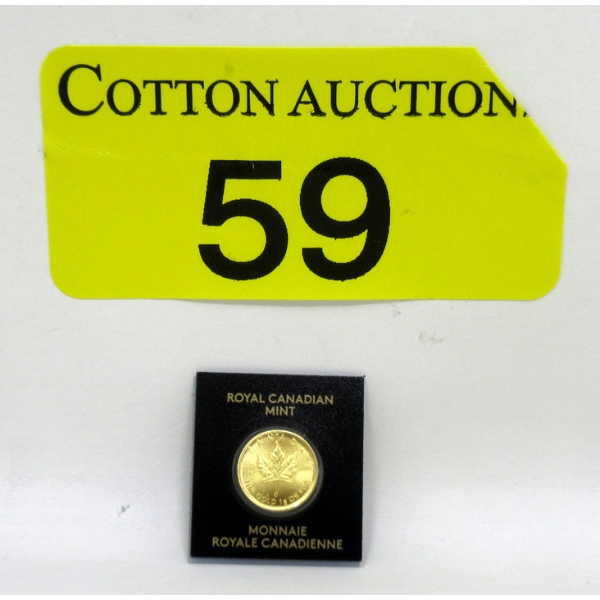 COTTON AUCTION
59
ROYAL CANADIAN
MINT
MONNAIE
ROYALE CANADIENNE